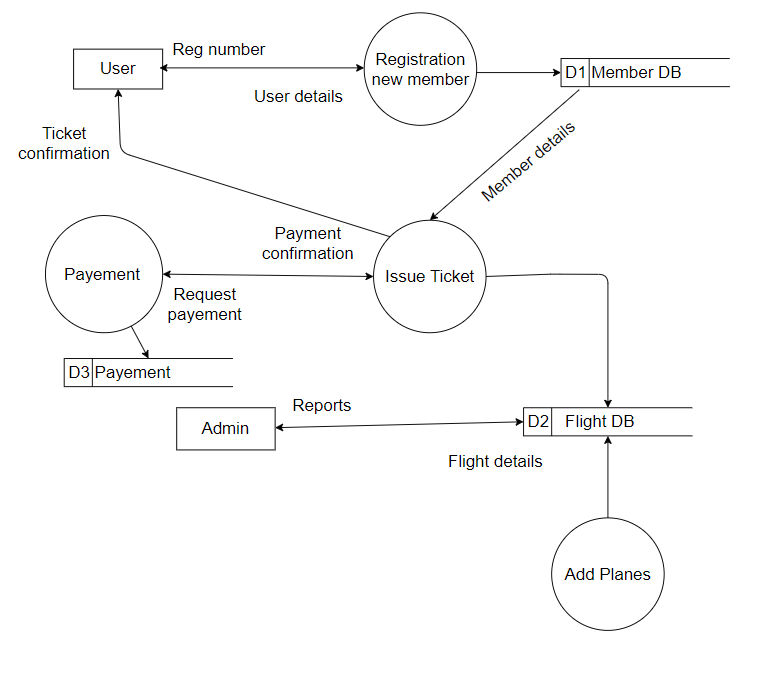 Reg number
User
Registration
new member
D1 Member DB
User details
Ticket
confirmation
Member details
Payment
confirmation
Payement
Issue Ticket
Request
payement
D3 Payement
Reports
Admin
D2 Flight DB
Flight details
Add Planes